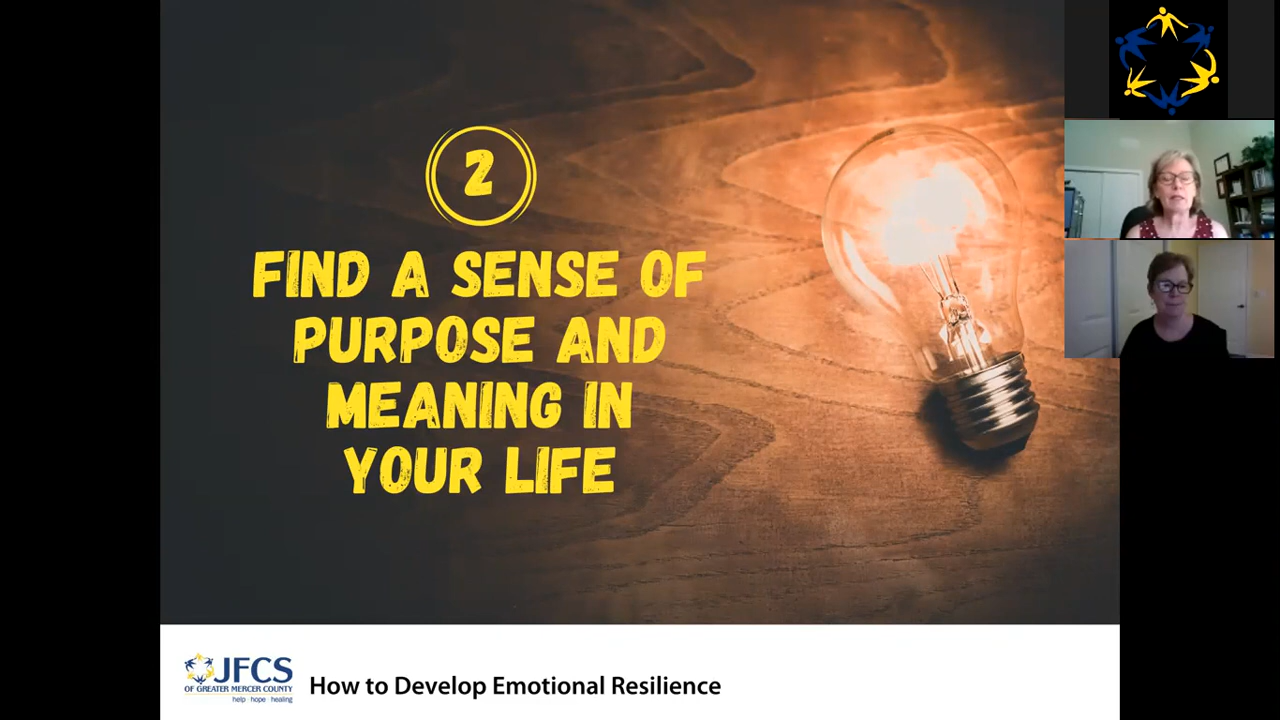 2
FIND A SENSE OF
PURPOSE AND
MEANING IN
YOUR LIFE
JFCS
OF GREATER MERCER COUNTY
help hope healing
How to Develop Emotional Resilience